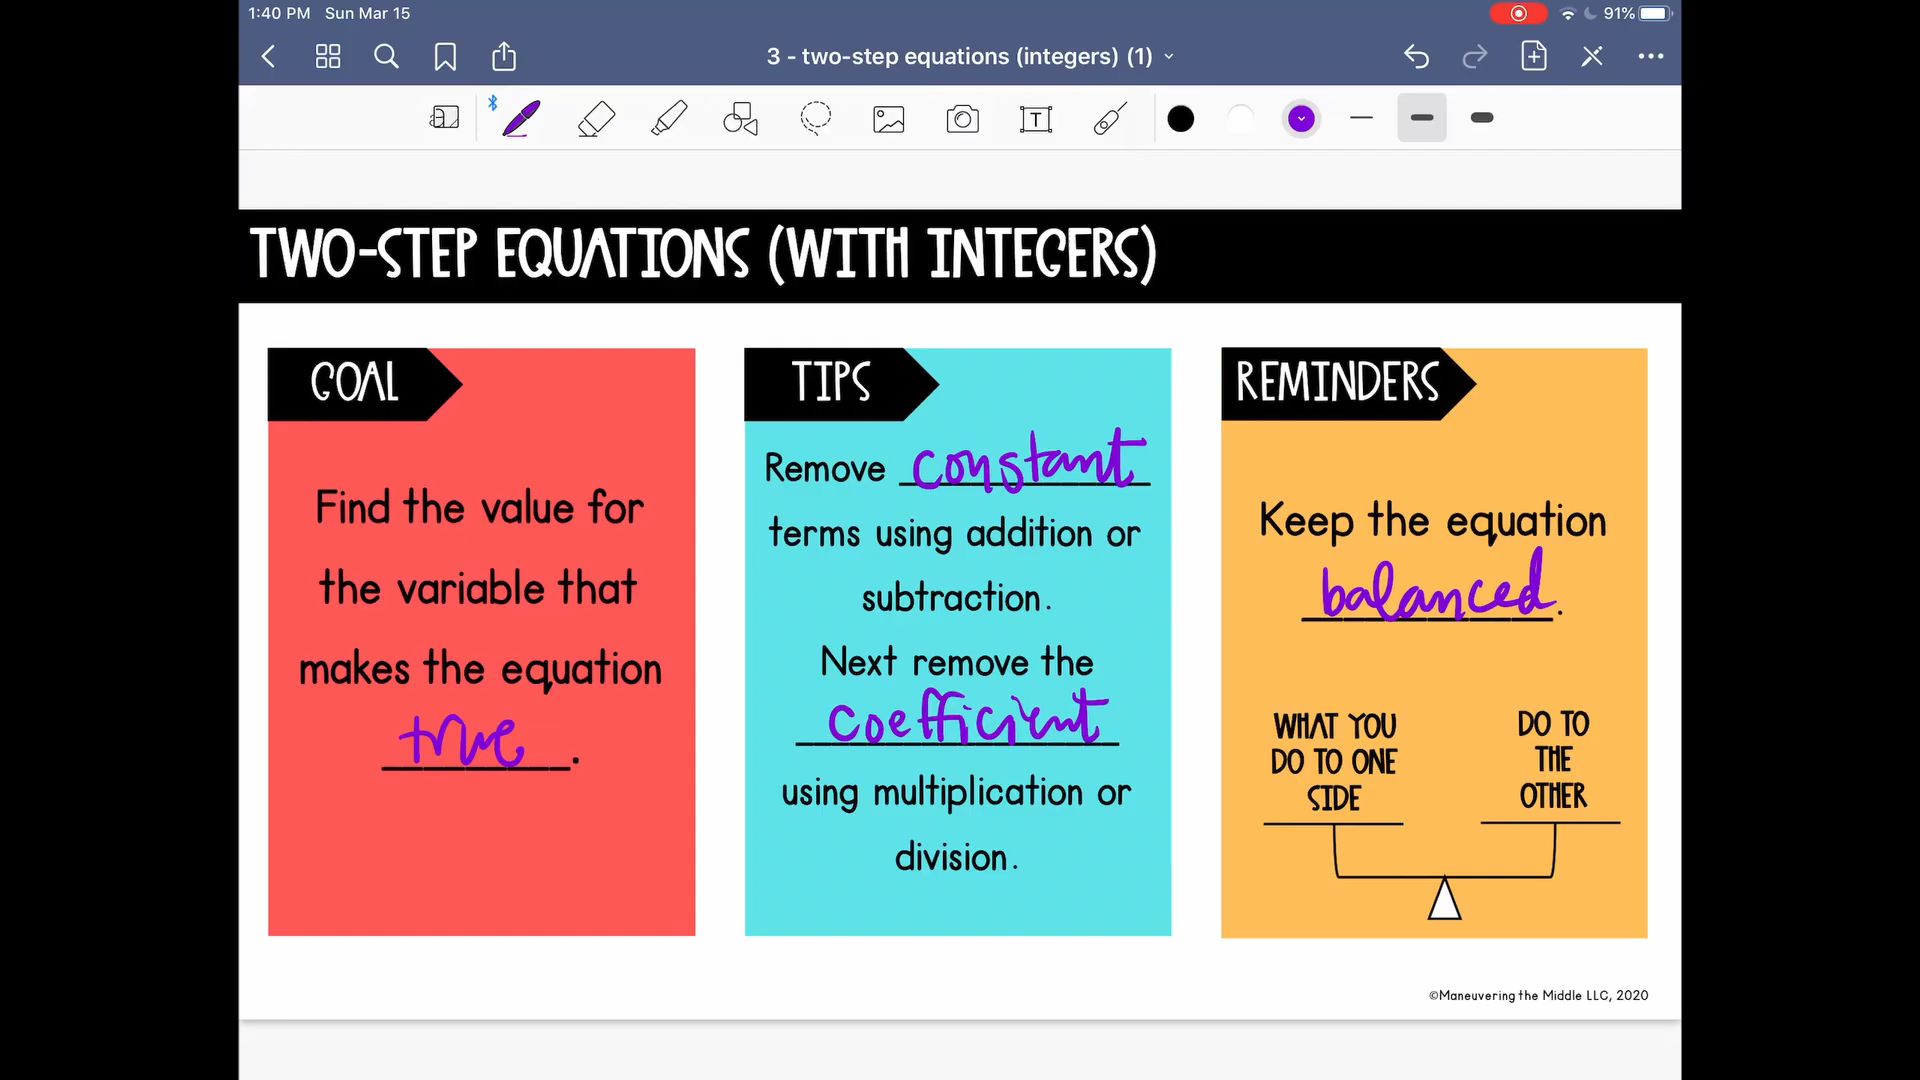 1:40 PM Sun Mar 15
91%
3 - two-step equations (integers) (1)
T
TWO-STEP EQUATIONS (WITH INTEGERS)
GOAL
Find the value for
the variable that
makes the equation
true.
TIPS
Remove constant
terms using addition or
subtraction.
Next remove the
coefficient
using multiplication or
division.
REMINDERS
Keep the equation
balanced.
WHAT YOU
DO TO ONE
SIDE
DO TO
THE
OTHER
©Maneuvering the Middle LLC, 2020